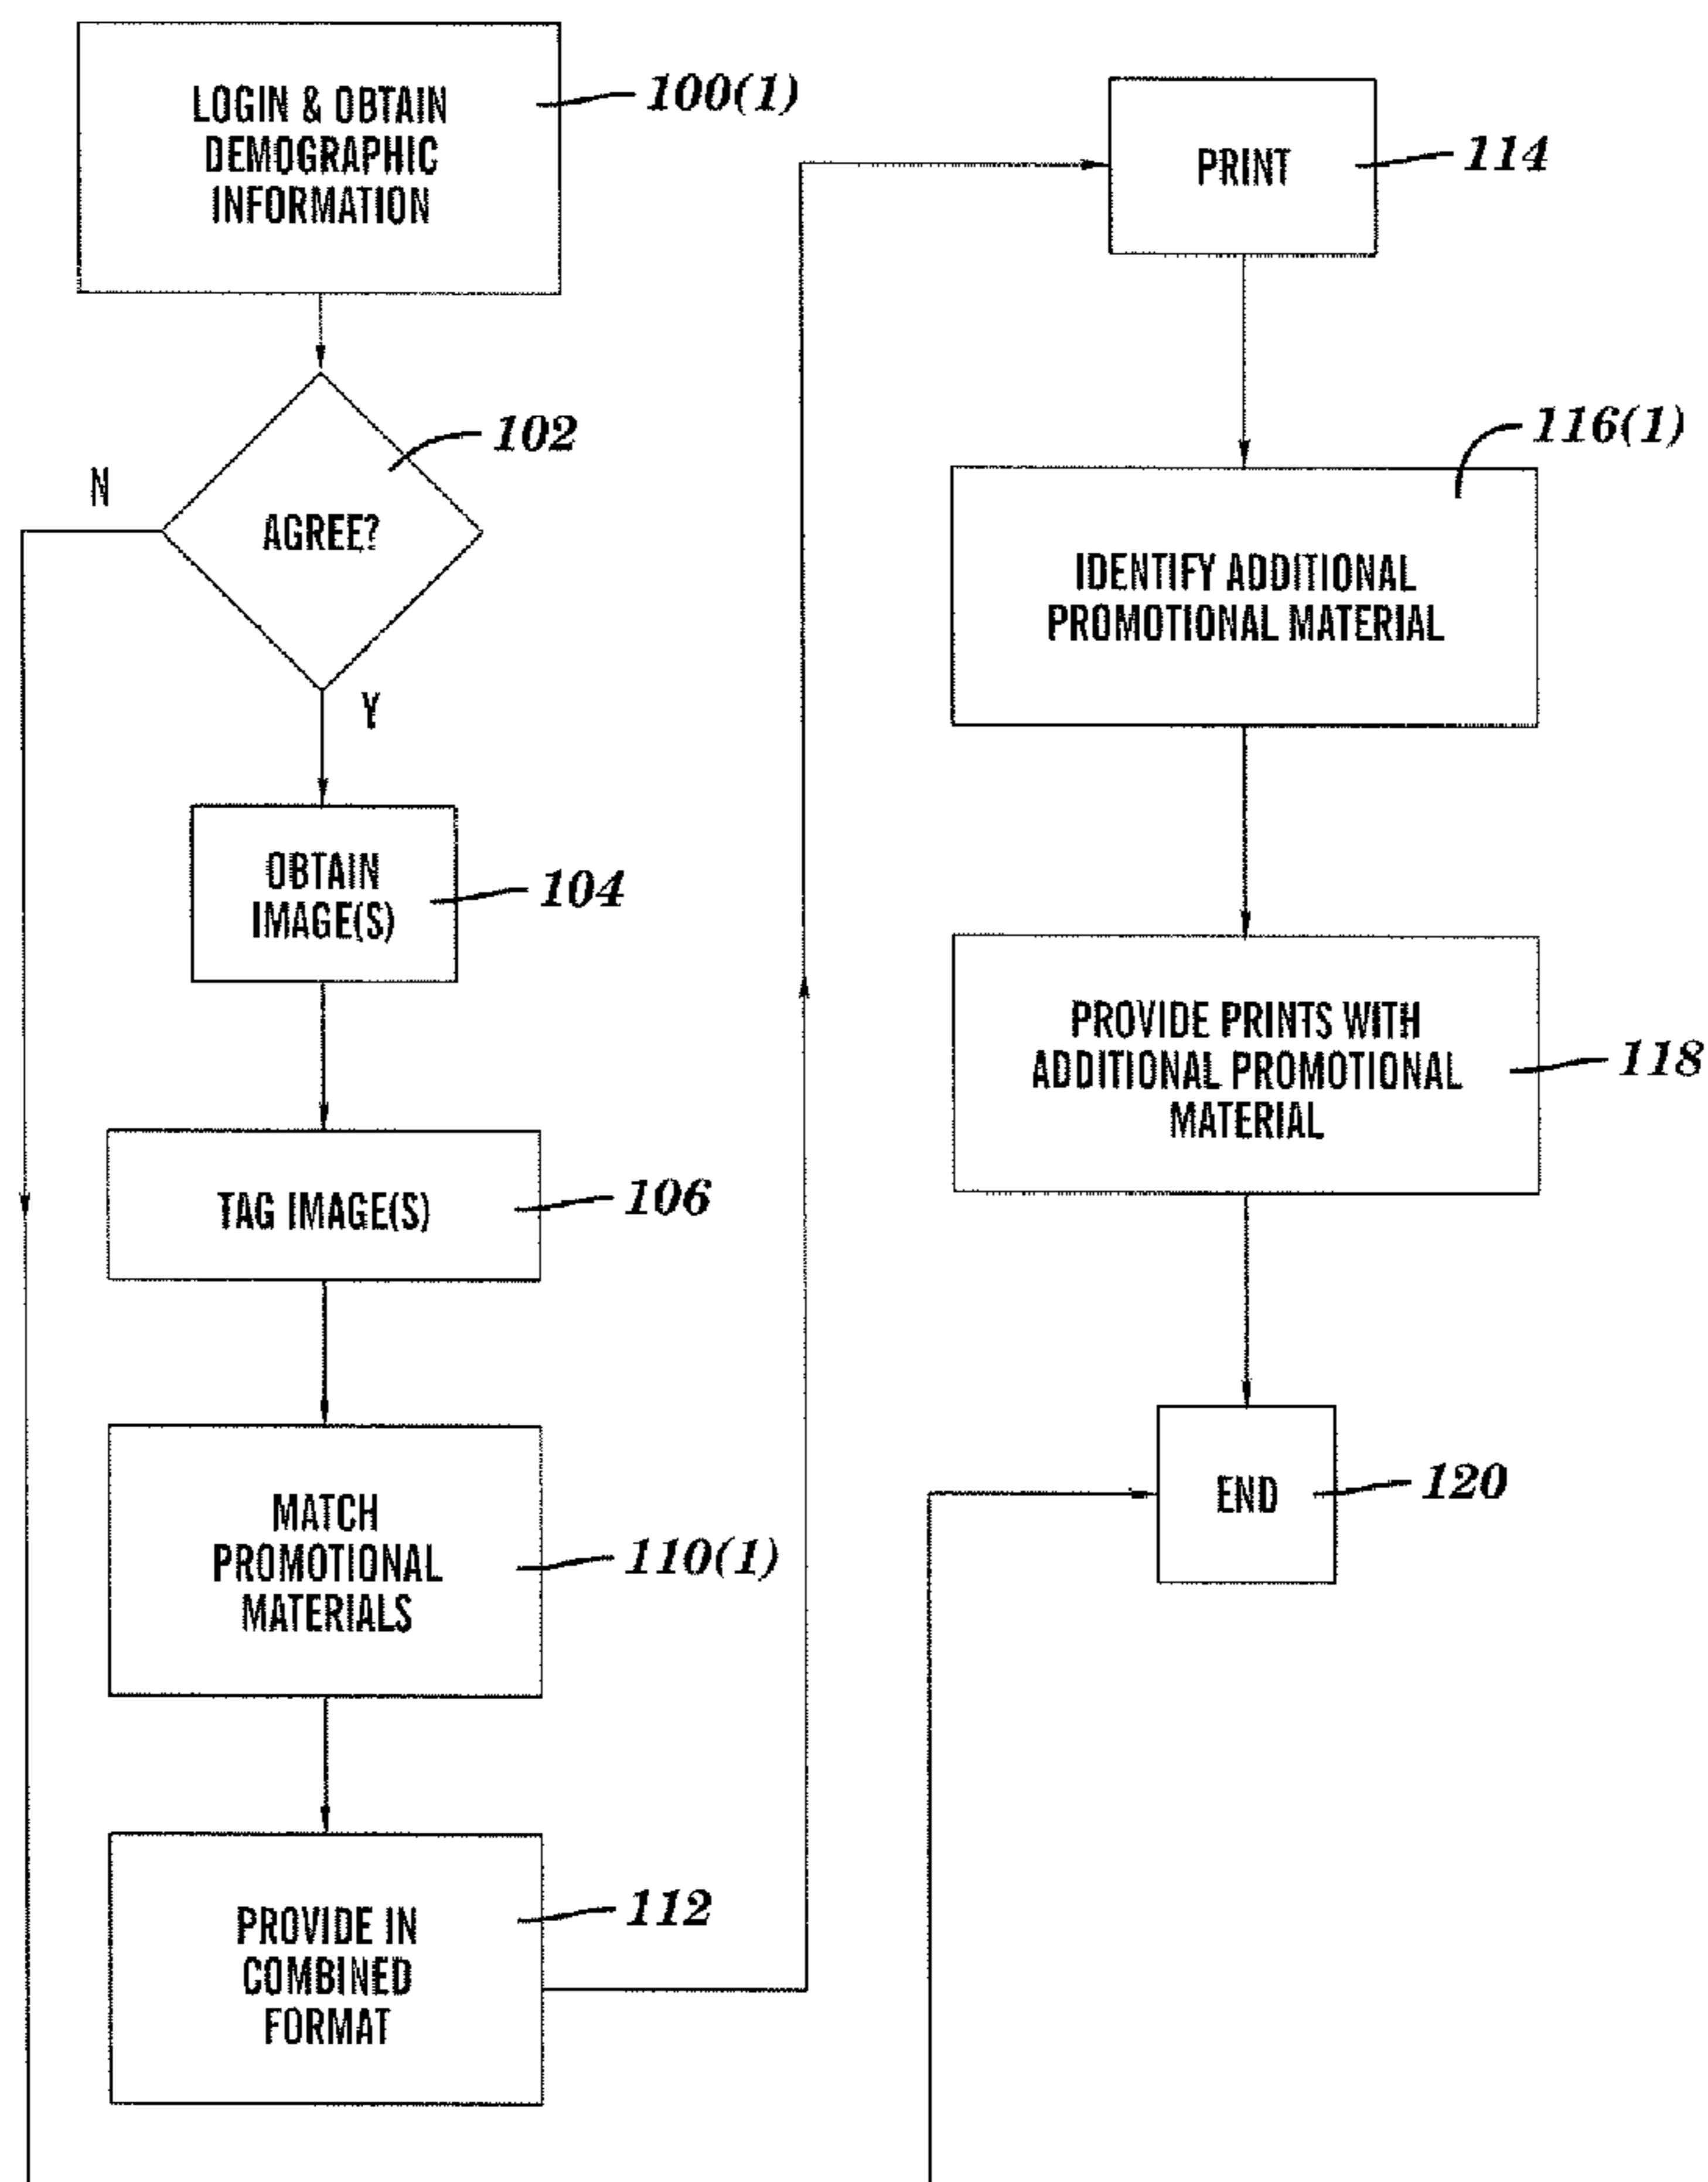 LOGIN & OBTAIN
DEMOGRAPHIC
INFORMATION
100(1)
AGREE?
102
N
Y
OBTAIN
IMAGE(S)
104
TAG IMAGE(S)
106
MATCH
PROMOTIONAL
MATERIALS
110(1)
PROVIDE IN
COMBINED
FORMAT
112
PRINT
114
116(1)
IDENTIFY ADDITIONAL
PROMOTIONAL MATERIAL
PROVIDE PRINTS WITH
ADDITIONAL PROMOTIONAL
MATERIAL
118
END
120